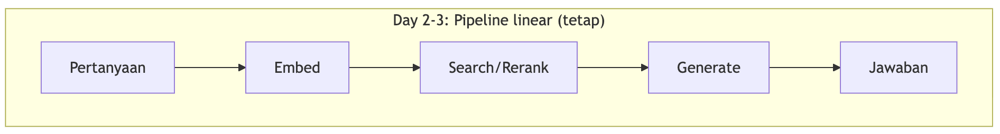 Day 2-3: Pipeline linear (tetap)
Pertanyaan
Embed
Search/Rerank
Generate
Jawaban